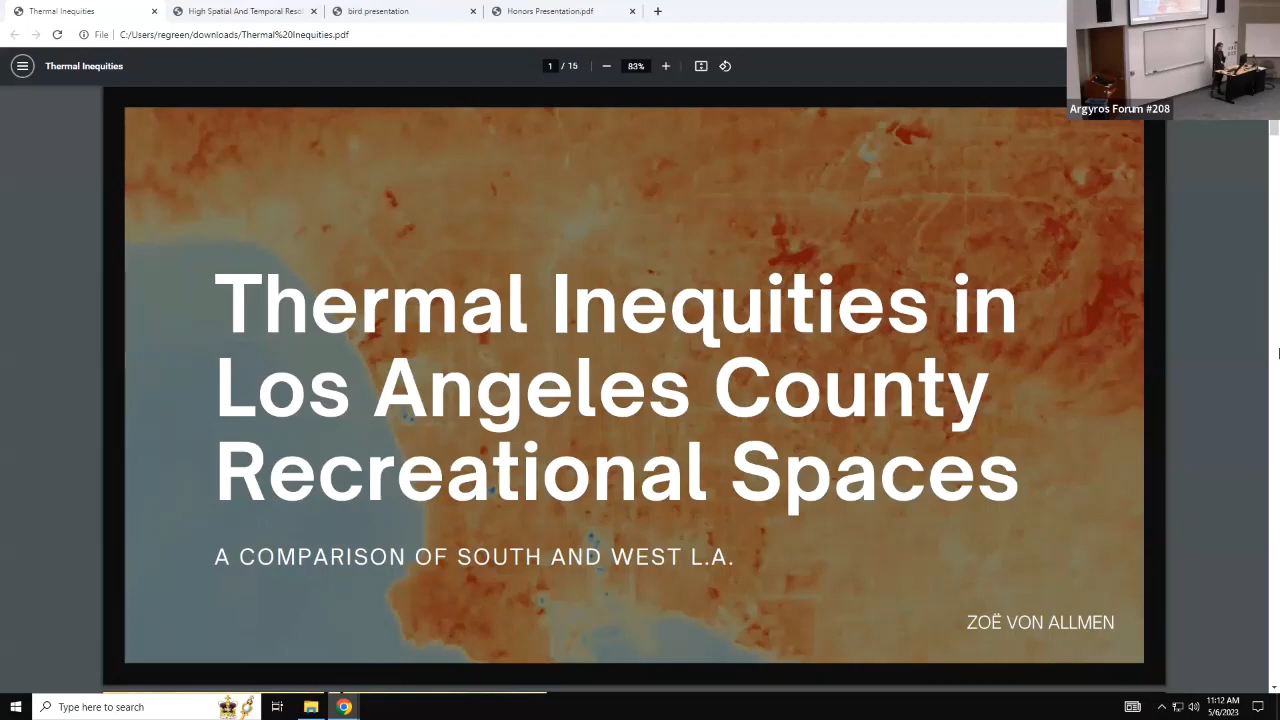 Thermal Inequities
High Spatial And Temporal Reso
bird presentation
Honors Presentation.pdf
File
C:/Users/regreen/downloads/Thermal%20Inequities.pdf
Thermal Inequities
1 / 15
83%
Argyros Forum #208
Thermal Inequities in
Los Angeles County
Recreational Spaces
A COMPARISON OF SOUTH AND WEST L.A.
ZOË VON ALLMEN
Type here to search
11:12 AM
5/6/2023